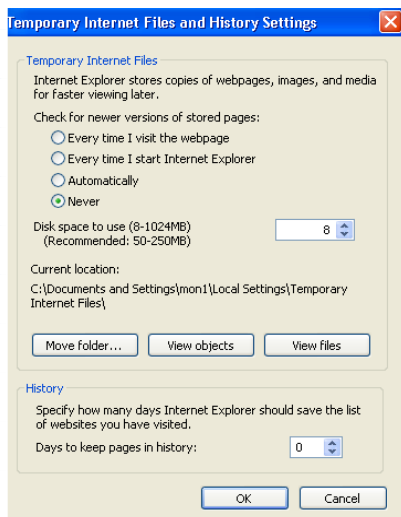 Temporary Internet Files and History Settings
Temporary Internet Files
Internet Explorer stores copies of webpages, images, and media
for faster viewing later.
Check for newer versions of stored pages:
Every time I visit the webpage
Every time I start Internet Explorer
Automatically
Never
Disk space to use (8-1024MB) 8
(Recommended: 50-250MB)
Current location:
C:\Documents and Settings\mon1\Local Settings\Temporary
Internet Files\
Move folder... View objects View files
History
Specify how many days Internet Explorer should save the list
of websites you have visited.
Days to keep pages in history: 0
OK Cancel